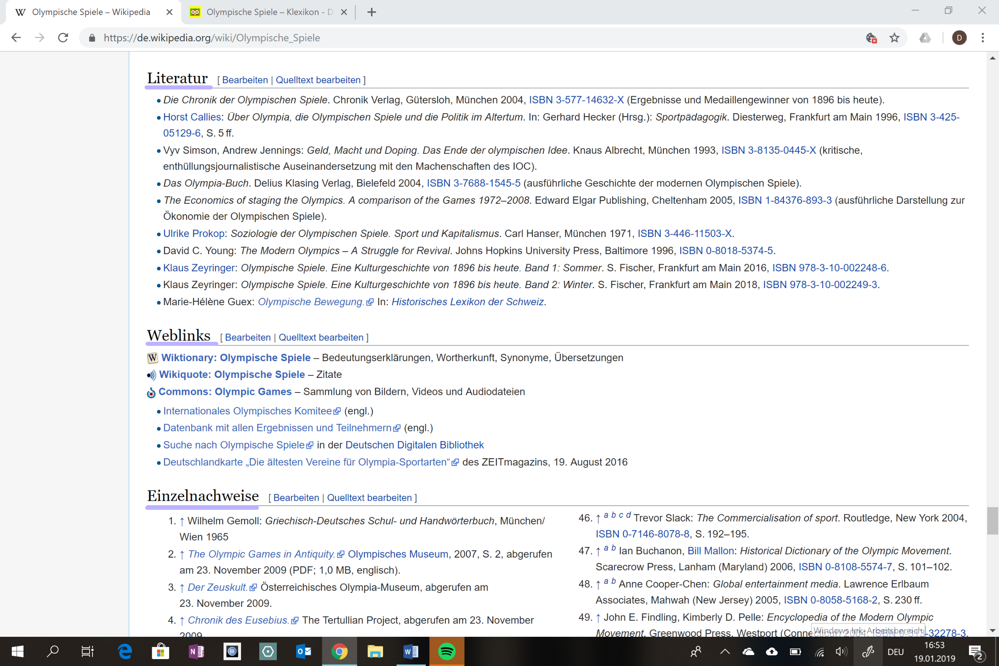 Olympische Spiele – Wikipedia
Olympische Spiele – Klexikon - D
https://de.wikipedia.org/wiki/Olympische_Spiele
D
Literatur [ Bearbeiten | Quelltext bearbeiten ]
Die Chronik der Olympischen Spiele. Chronik Verlag, Gütersloh, München 2004, ISBN 3-577-14632-X (Ergebnisse und Medaillengewinner von 1896 bis heute).
Horst Callies: Über Olympia, die Olympischen Spiele und die Politik im Altertum. In: Gerhard Hecker (Hrsg.): Sportpädagogik. Diesterweg, Frankfurt am Main 1996, ISBN 3-425-
05129-6, S. 5 ff.
Vyv Simson, Andrew Jennings: Geld, Macht und Doping. Das Ende der olympischen Idee. Knaus Albrecht, München 1993, ISBN 3-8135-0445-X (kritische,
enthüllungsjournalistische Auseinandersetzung mit den Machenschaften des IOC).
Das Olympia-Buch. Delius Klasing Verlag, Bielefeld 2004, ISBN 3-7688-1545-5 (ausführliche Geschichte der modernen Olympischen Spiele).
The Economics of staging the Olympics. A comparison of the Games 1972–2008. Edward Elgar Publishing, Cheltenham 2005, ISBN 1-84376-893-3 (ausführliche Darstellung zur
Ökonomie der Olympischen Spiele).
Ulrike Prokop: Soziologie der Olympischen Spiele. Sport und Kapitalismus. Carl Hanser, München 1971, ISBN 3-446-11503-X.
David C. Young: The Modern Olympics – A Struggle for Revival. Johns Hopkins University Press, Baltimore 1996, ISBN 0-8018-5374-5.
Klaus Zeyringer: Olympische Spiele. Eine Kulturgeschichte von 1896 bis heute. Band 1: Sommer. S. Fischer, Frankfurt am Main 2016, ISBN 978-3-10-002248-6.
Klaus Zeyringer: Olympische Spiele. Eine Kulturgeschichte von 1896 bis heute. Band 2: Winter. S. Fischer, Frankfurt am Main 2018, ISBN 978-3-10-002249-3.
Marie-Hélène Guex: Olympische Bewegung. In: Historisches Lexikon der Schweiz.
Weblinks [ Bearbeiten | Quelltext bearbeiten ]
Wiktionary: Olympische Spiele – Bedeutungserklärungen, Wortherkunft, Synonyme, Übersetzungen
Wikiquote: Olympische Spiele – Zitate
Commons: Olympic Games – Sammlung von Bildern, Videos und Audiodateien
Internationales Olympisches Komitee (engl.)
Datenbank mit allen Ergebnissen und Teilnehmern (engl.)
Suche nach Olympische Spiele in der Deutschen Digitalen Bibliothek
Deutschlandkarte „Die ältesten Vereine für Olympia-Sportarten“ des ZEITmagazins, 19. August 2016
Einzelnachweise [ Bearbeiten | Quelltext bearbeiten ]
1. ↑ Wilhelm Gemoll: Griechisch-Deutsches Schul- und Handwörterbuch, München/
Wien 1965
2. ↑ The Olympic Games in Antiquity. Olympisches Museum, 2007, S. 2, abgerufen
am 23. November 2009 (PDF; 1,0 MB, englisch).
3. ↑ Der Zeuskult. Österreichisches Olympia-Museum, abgerufen am
23. November 2009.
4. ↑ Chronik des Eusebius. The Tertullian Project, abgerufen am 23. November
2009
46. ↑ a b c d Trevor Slack: The Commercialisation of sport. Routledge, New York 2004,
ISBN 0-7146-8078-8, S. 192–195.
47. ↑ a b Ian Buchanon, Bill Mallon: Historical Dictionary of the Olympic Movement.
Scarecrow Press, Lanham (Maryland) 2006, ISBN 0-8108-5574-7, S. 101–102.
48. ↑ a b Anne Cooper-Chen: Global entertainment media. Lawrence Erlbaum
Associates, Mahwah (New Jersey) 2005, ISBN 0-8058-5168-2, S. 230 ff.
49. ↑ John E. Findling, Kimberly D. Pelle: Encyclopedia of the Modern Olympic
Movement. Greenwood Press, Westport (Connecticut) 2004, ISBN 0-313-32278-3.
Windows Ink-Arbeitsbereich
DEU
16:53
19.01.2019
2